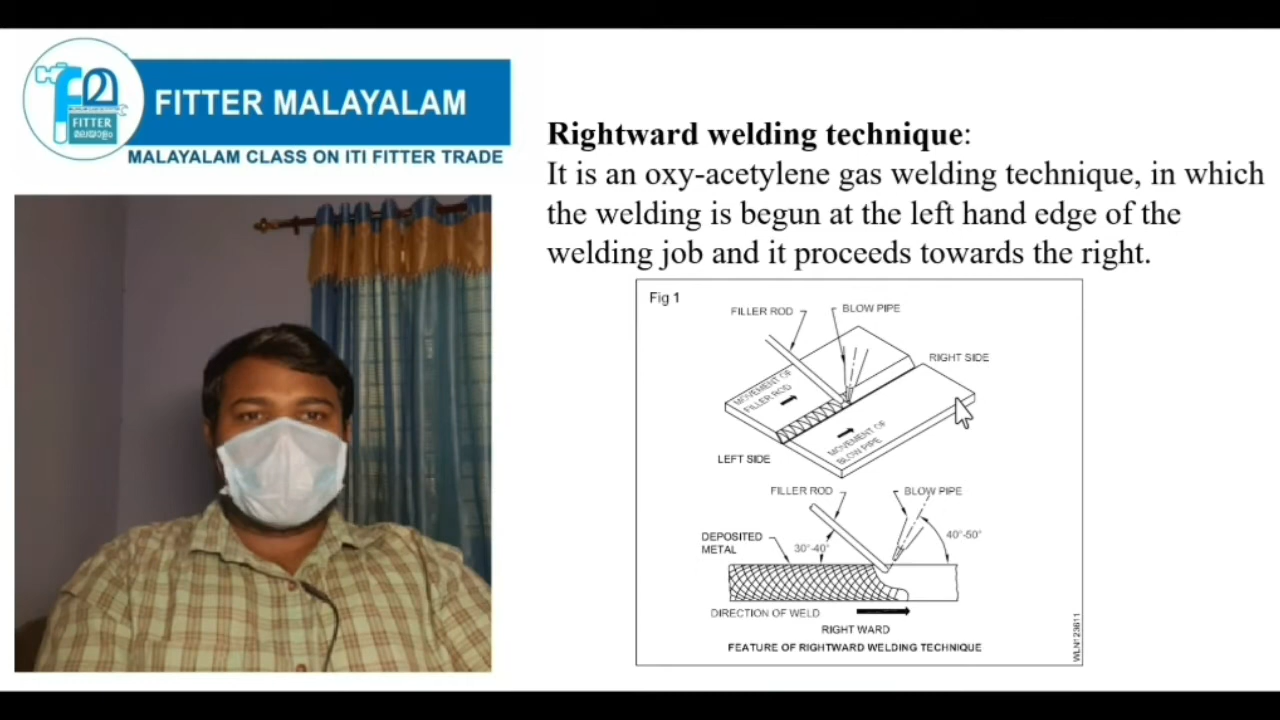 FITTER
മലയാളം
FITTER MALAYALAM
MALAYALAM CLASS ON ITI FITTER TRADE
Rightward welding technique:
It is an oxy-acetylene gas welding technique, in which
the welding is begun at the left hand edge of the
welding job and it proceeds towards the right.
Fig 1
FILLER ROD
BLOW PIPE
RIGHT SIDE
MOVEMENT OF
FILLER ROD
MOVEMENT OF
BLOW PIPE
LEFT SIDE
FILLER ROD
BLOW PIPE
DEPOSITED
METAL
30°-40°
40°-50°
DIRECTION OF WELD
RIGHT WARD
FEATURE OF RIGHTWARD WELDING TECHNIQUE
WLN123611